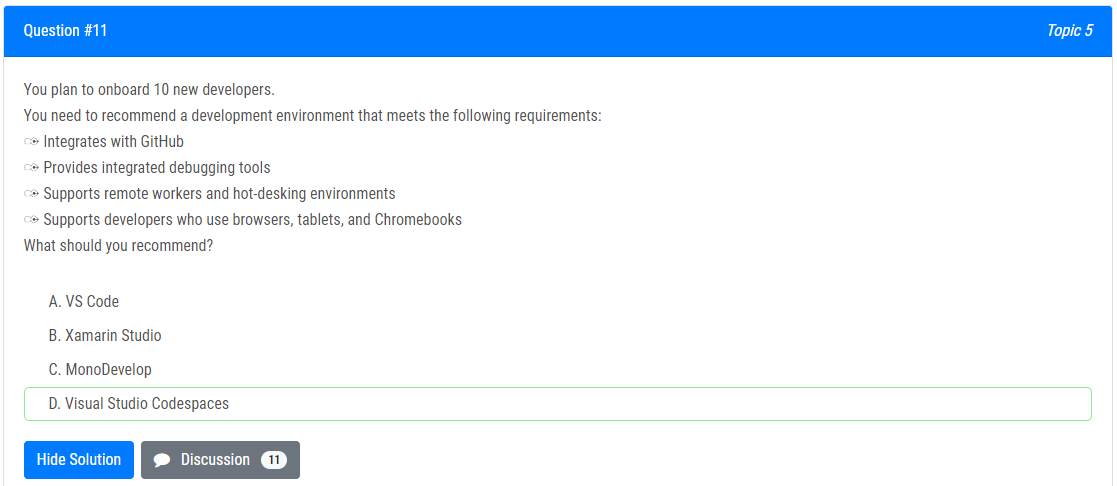 Question #11
Topic 5
You plan to onboard 10 new developers.
You need to recommend a development environment that meets the following requirements:
Integrates with GitHub
Provides integrated debugging tools
Supports remote workers and hot-desking environments
Supports developers who use browsers, tablets, and Chromebooks
What should you recommend?
A. VS Code
B. Xamarin Studio
C. MonoDevelop
D. Visual Studio Codespaces
Hide Solution
Discussion 11